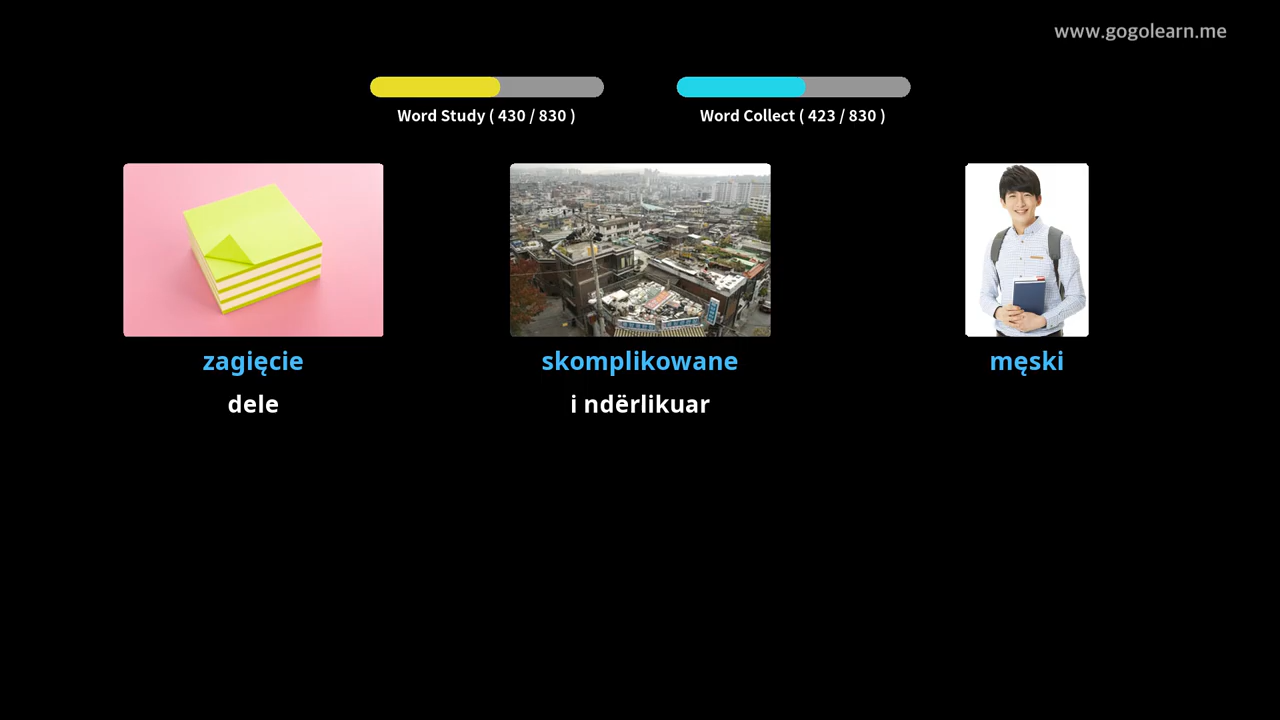 www.gogolearn.me
Word Study ( 430 / 830 )
Word Collect ( 423 / 830 )
zagięcie
dele
skomplikowane
i ndërlikuar
męski